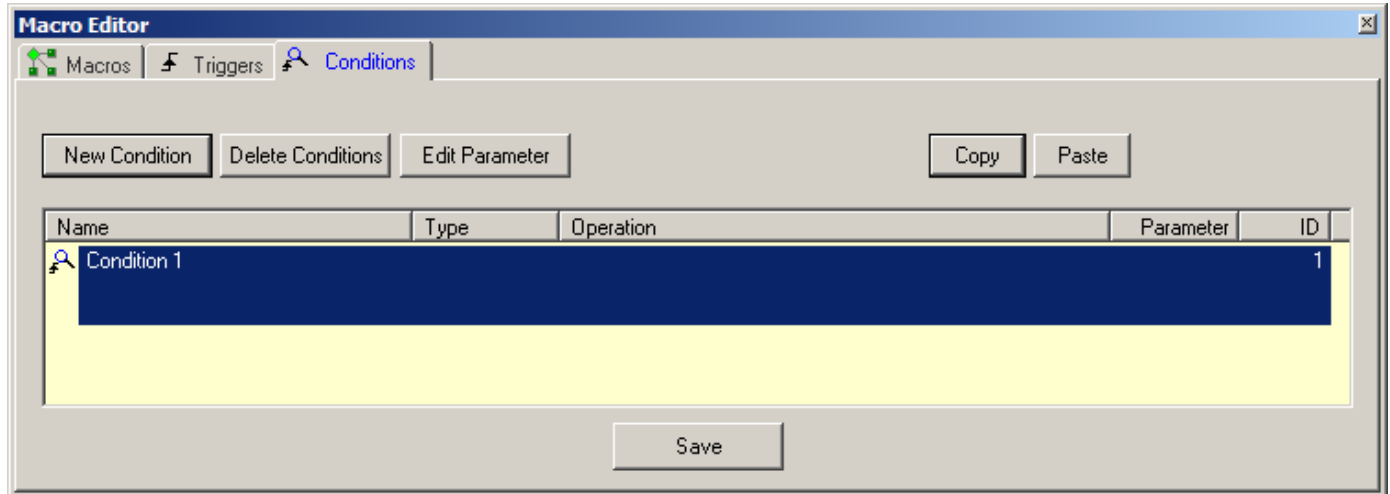 Macro Editor
Macros Triggers Conditions
New Condition Delete Conditions Edit Parameter Copy Paste
Name Type Operation Parameter ID
Condition 1 1
Save